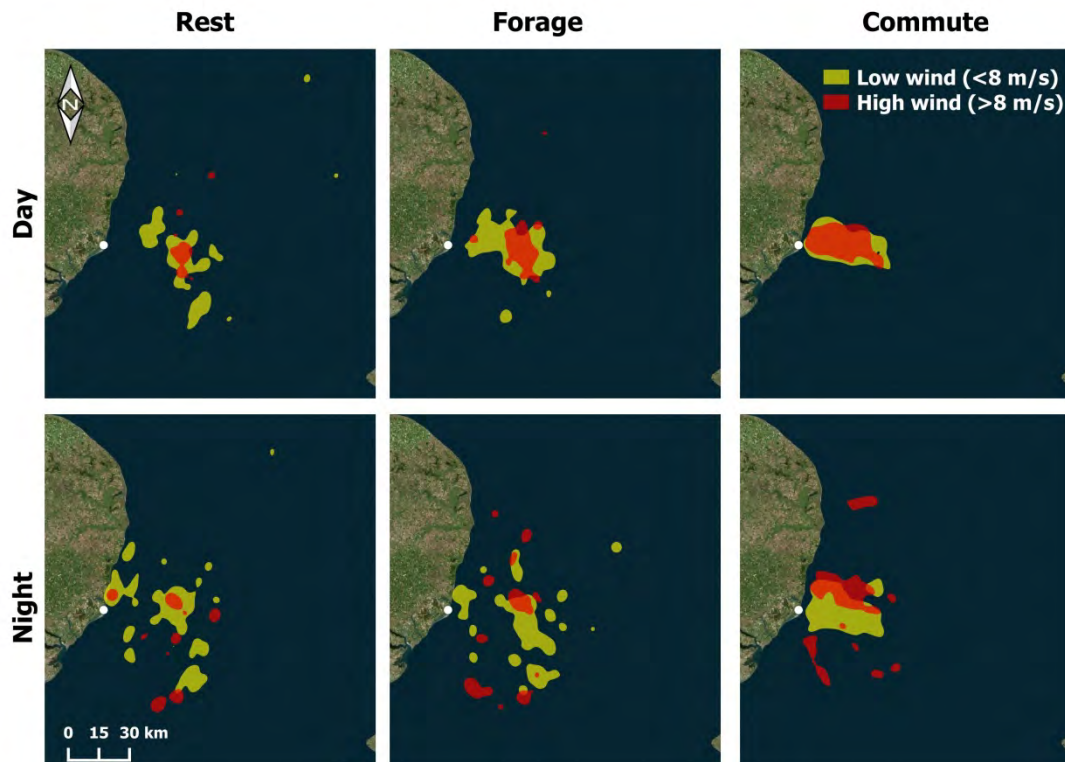 Rest
Forage
Commute
Low wind (<8 m/s)
High wind (>8 m/s)
Day
Night
N
0 15 30 km